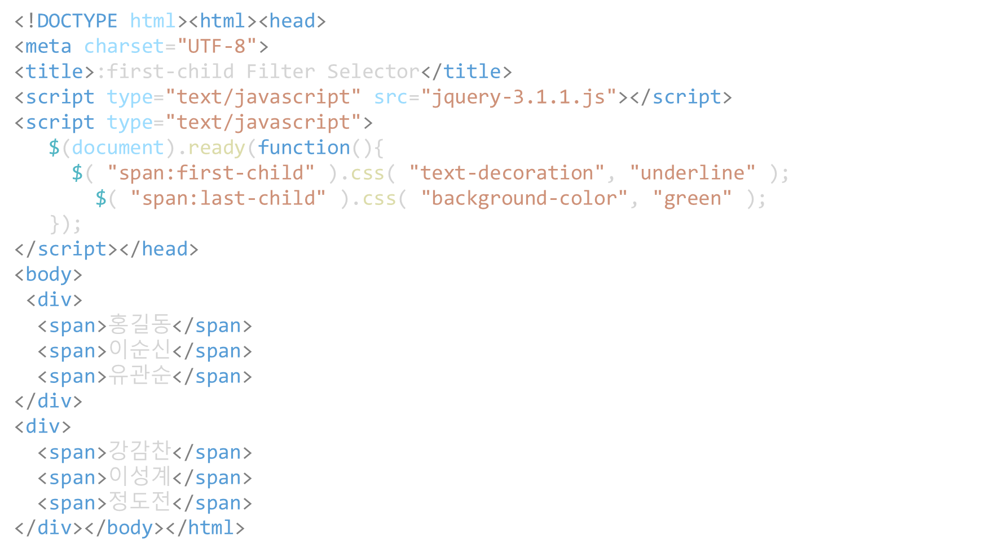 <!DOCTYPE html><html><head>
<meta charset="UTF-8">
<title>:first-child Filter Selector</title>
<script type="text/javascript" src="jquery-3.1.1.js"></script>
<script type="text/javascript">
   $(document).ready(function(){
     $( "span:first-child" ).css( "text-decoration", "underline" );
       $( "span:last-child" ).css( "background-color", "green" );
   });
</script></head>
<body>
 <div>
  <span>홍길동</span>
  <span>이순신</span>
  <span>유관순</span>
</div>
<div>
  <span>강감찬</span>
  <span>이성계</span>
  <span>정도전</span>
</div></body></html>